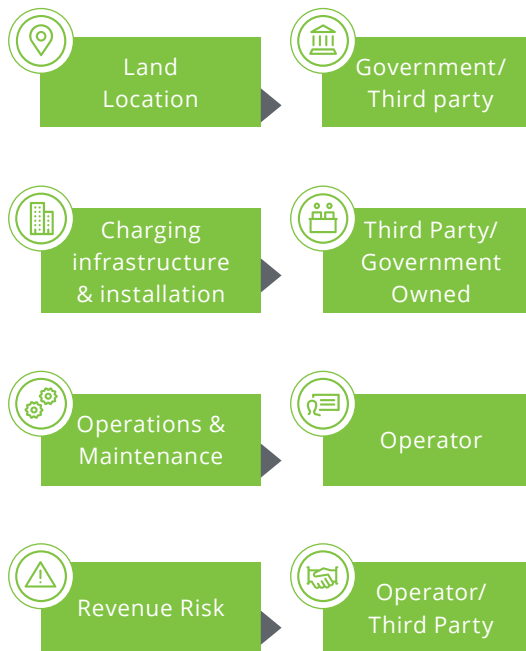 Land
Location
Government/
Third party
Charging
infrastructure
& installation
Third Party/
Government
Owned
Operations &
Maintenance
Operator
Revenue Risk
Operator/
Third Party